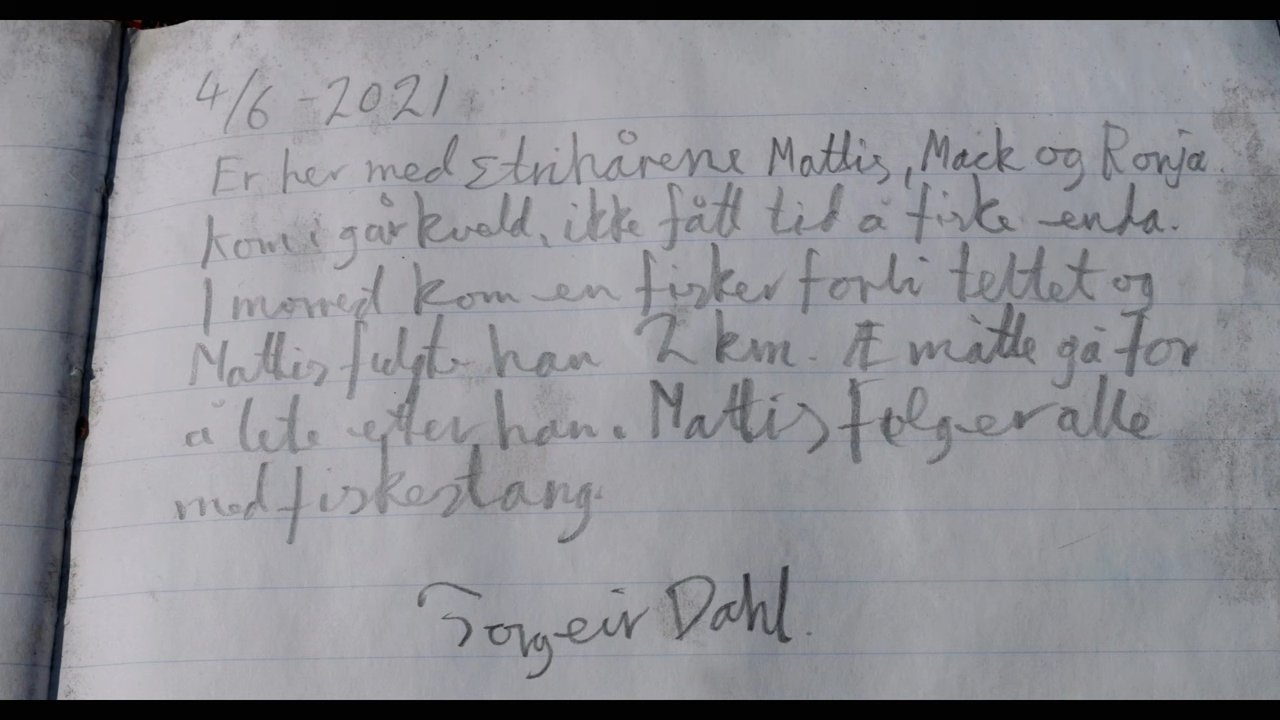 4/6 -2021
Er her med Strihårene Mattis, Mack og Ronja.
Kom i går kveld, ikke fått tid å fiske enda.
I morred kom en fisker forbi teltet og
Mattis fulgte han 2 km. Æ måtte gå for
å lete etter han. Mattis følger alle
med fiskestang.
Torgeir Dahl.